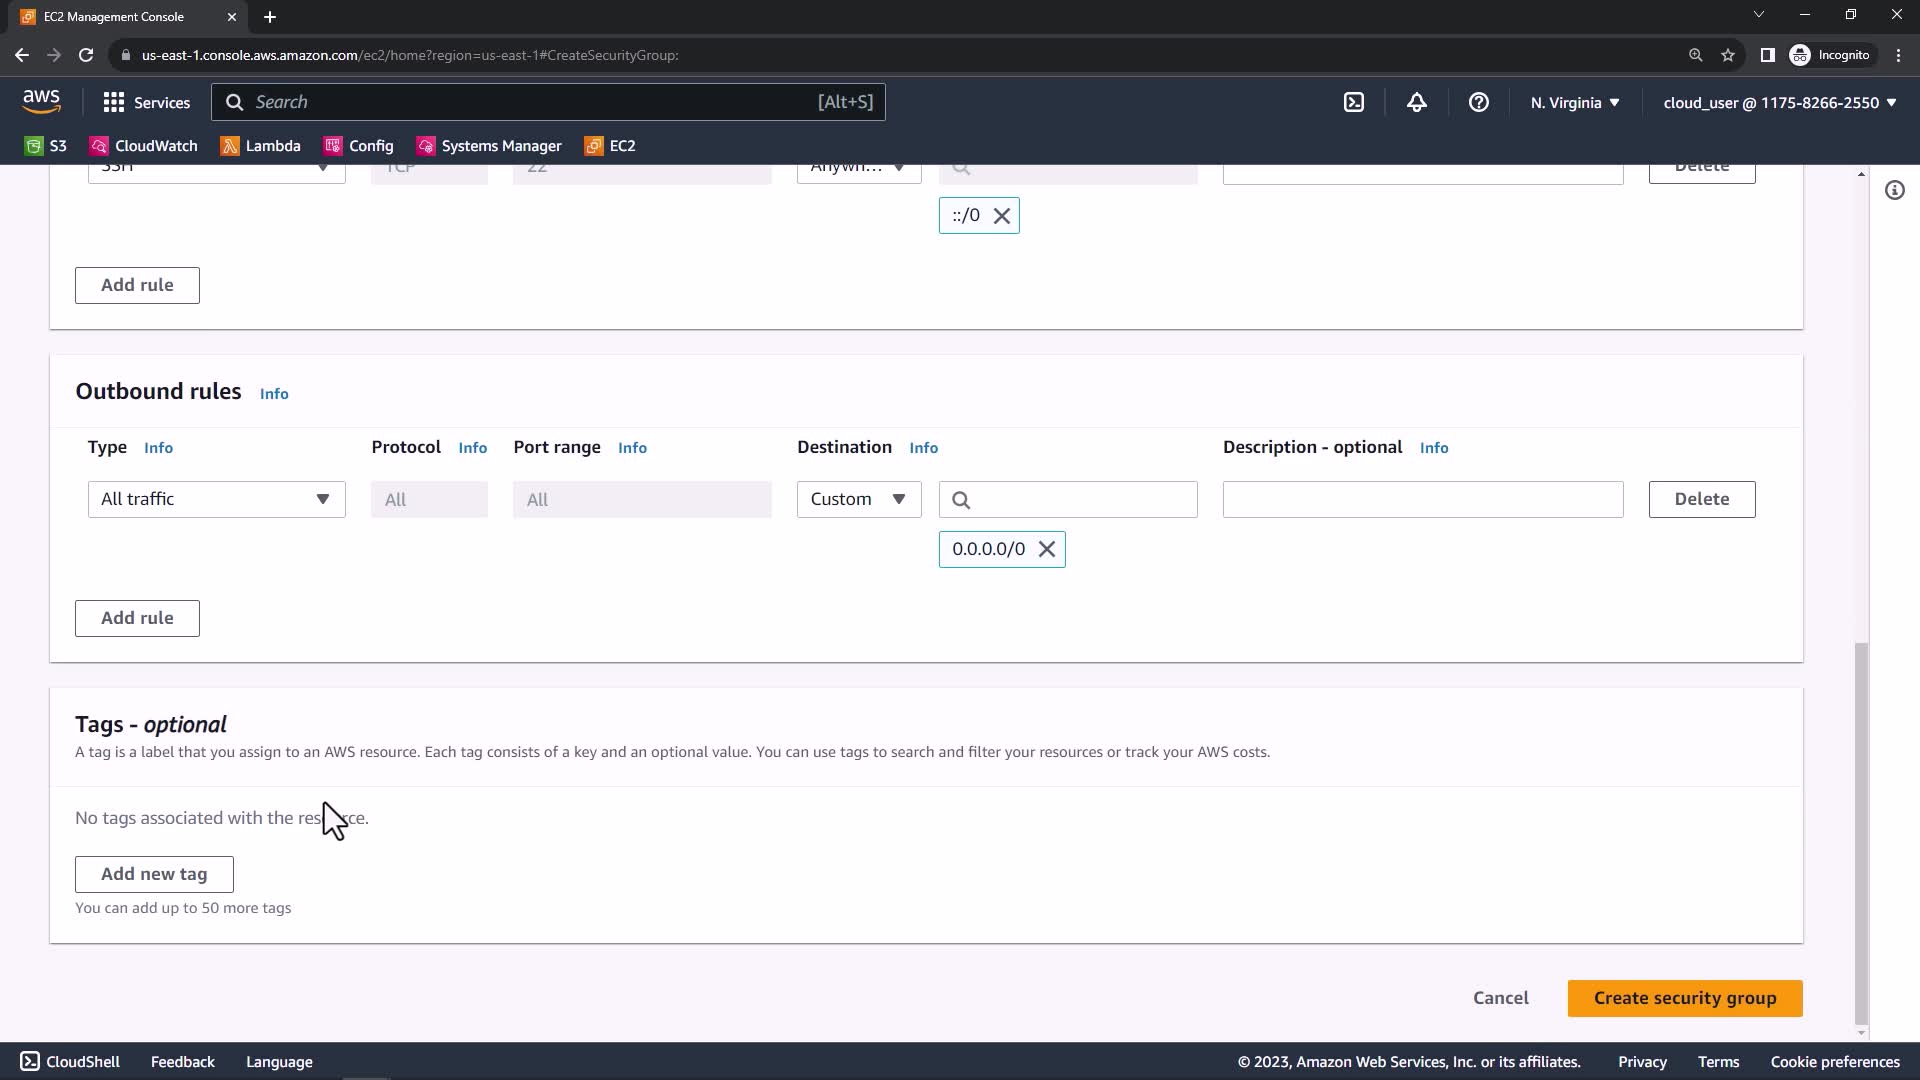 EC2 Management Console
us-east-1.console.aws.amazon.com/ec2/home?region=us-east-1#CreateSecurityGroup:
Incognito
aws
Services
Search
[Alt+S]
N. Virginia
cloud_user @ 1175-8266-2550
S3
CloudWatch
Lambda
Config
Systems Manager
EC2
SSH
TCP
22
Anywh...
Delete
::/0
Add rule
Outbound rules Info
Type Info
Protocol Info
Port range Info
Destination Info
Description - optional Info
All traffic
All
All
Custom
Delete
0.0.0.0/0
Add rule
Tags - optional
A tag is a label that you assign to an AWS resource. Each tag consists of a key and an optional value. You can use tags to search and filter your resources or track your AWS costs.
No tags associated with the resource.
Add new tag
You can add up to 50 more tags
Cancel
Create security group
CloudShell
Feedback
Language
© 2023, Amazon Web Services, Inc. or its affiliates.
Privacy
Terms
Cookie preferences